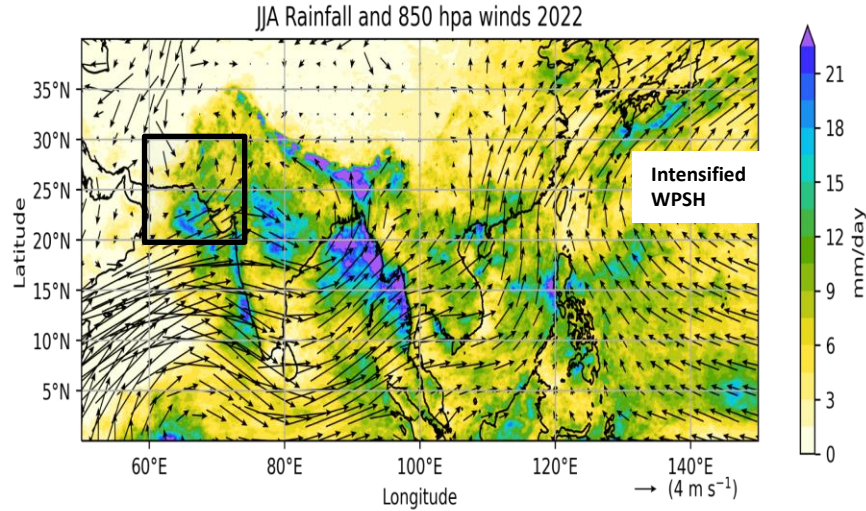 JJA Rainfall and 850 hpa winds 2022
35°N
30°N
25°N
20°N
15°N
10°N
5°N
Latitude
60°E
80°E
100°E
120°E
140°E
Longitude
(4 m s⁻¹)
Intensified
WPSH
21
18
15
12
9
6
3
0
mm/day